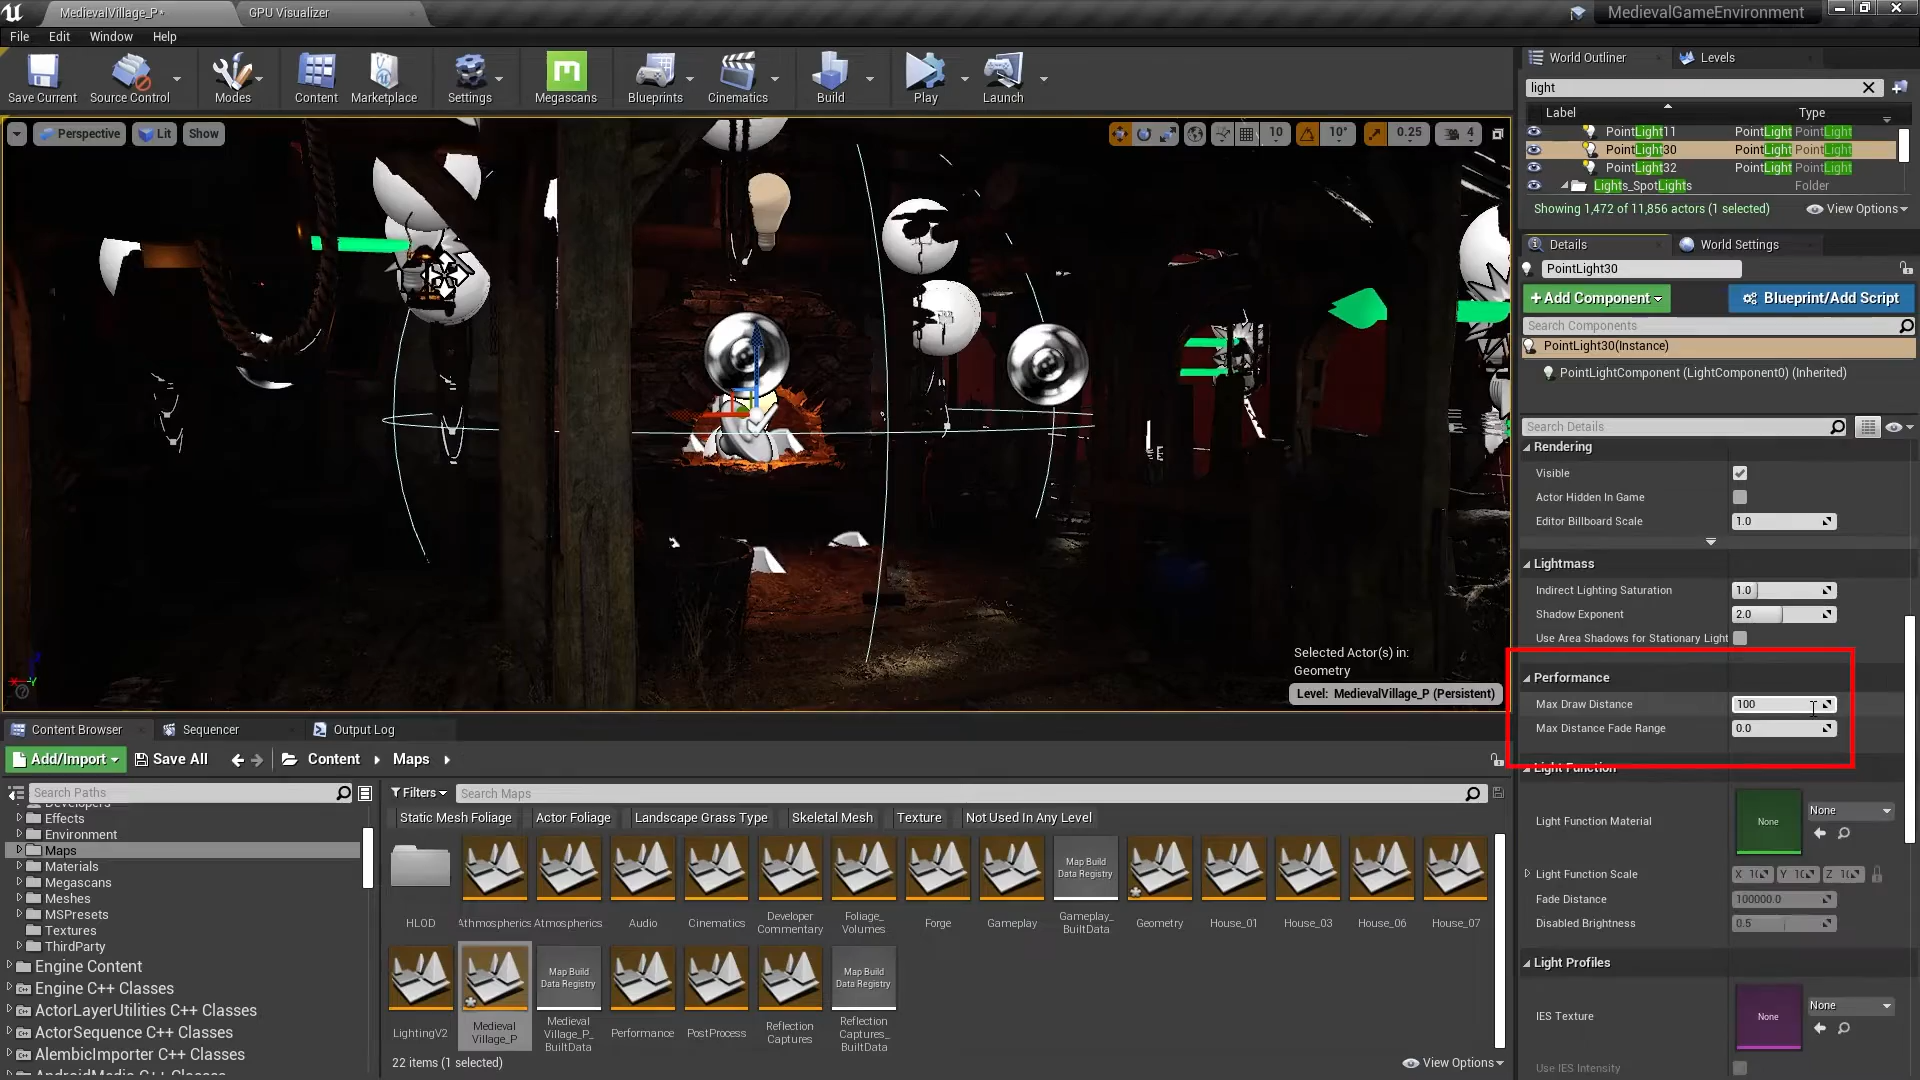 MedievalVillage_P*
GPU Visualizer
MedievalGameEnvironment
File Edit Window Help
Save Current
Source Control
Modes
Content
Marketplace
Settings
Megascans
Blueprints
Cinematics
Build
Play
Launch
Perspective
Lit
Show
10
10°
0.25
4
Selected Actor(s) in:
Geometry
Level: MedievalVillage_P (Persistent)
World Outliner
Levels
light
Label Type
PointLight11 PointLight PointLight
PointLight30 PointLight PointLight
PointLight32 PointLight PointLight
Lights_SpotLights Folder
Showing 1,472 of 11,856 actors (1 selected)
View Options
Details
World Settings
PointLight30
+Add Component
Blueprint/Add Script
Search Components
PointLight30(Instance)
PointLightComponent (LightComponent0) (Inherited)
Search Details
Rendering
Visible
Actor Hidden In Game
Editor Billboard Scale 1.0
Lightmass
Indirect Lighting Saturation 1.0
Shadow Exponent 2.0
Use Area Shadows for Stationary Light
Performance
Max Draw Distance 100
Max Distance Fade Range 0.0
Light Function
Light Function Material None None
Light Function Scale X Y Z
Fade Distance 100000.0
Disabled Brightness 0.5
Light Profiles
IES Texture None None
Use IES Intensity
Content Browser
Sequencer
Output Log
Add/Import
Save All
Content
Maps
Search Paths
Developers
Effects
Environment
Maps
Materials
Megascans
Meshes
MSPresets
Textures
ThirdParty
Engine Content
Engine C++ Classes
ActorLayerUtilities C++ Classes
ActorSequence C++ Classes
AlembicImporter C++ Classes
AndroidMedia C++ Classes
Filters
Search Maps
Static Mesh Foliage
Actor Foliage
Landscape Grass Type
Skeletal Mesh
Texture
Not Used In Any Level
HLOD
Athmospherics
Atmospherics
Audio
Cinematics
Developer
Commentary
Foliage_
Volumes
Forge
Gameplay
Map Build
Data Registry
Gameplay_
BuiltData
Geometry
House_01
House_03
House_06
House_07
LightingV2
Medieval
Village_P
Map Build
Data Registry
Medieval
Village_P_
BuiltData
Performance
PostProcess
Reflection
Captures
Map Build
Data Registry
Reflection
Captures_
BuiltData
22 items (1 selected)
View Options